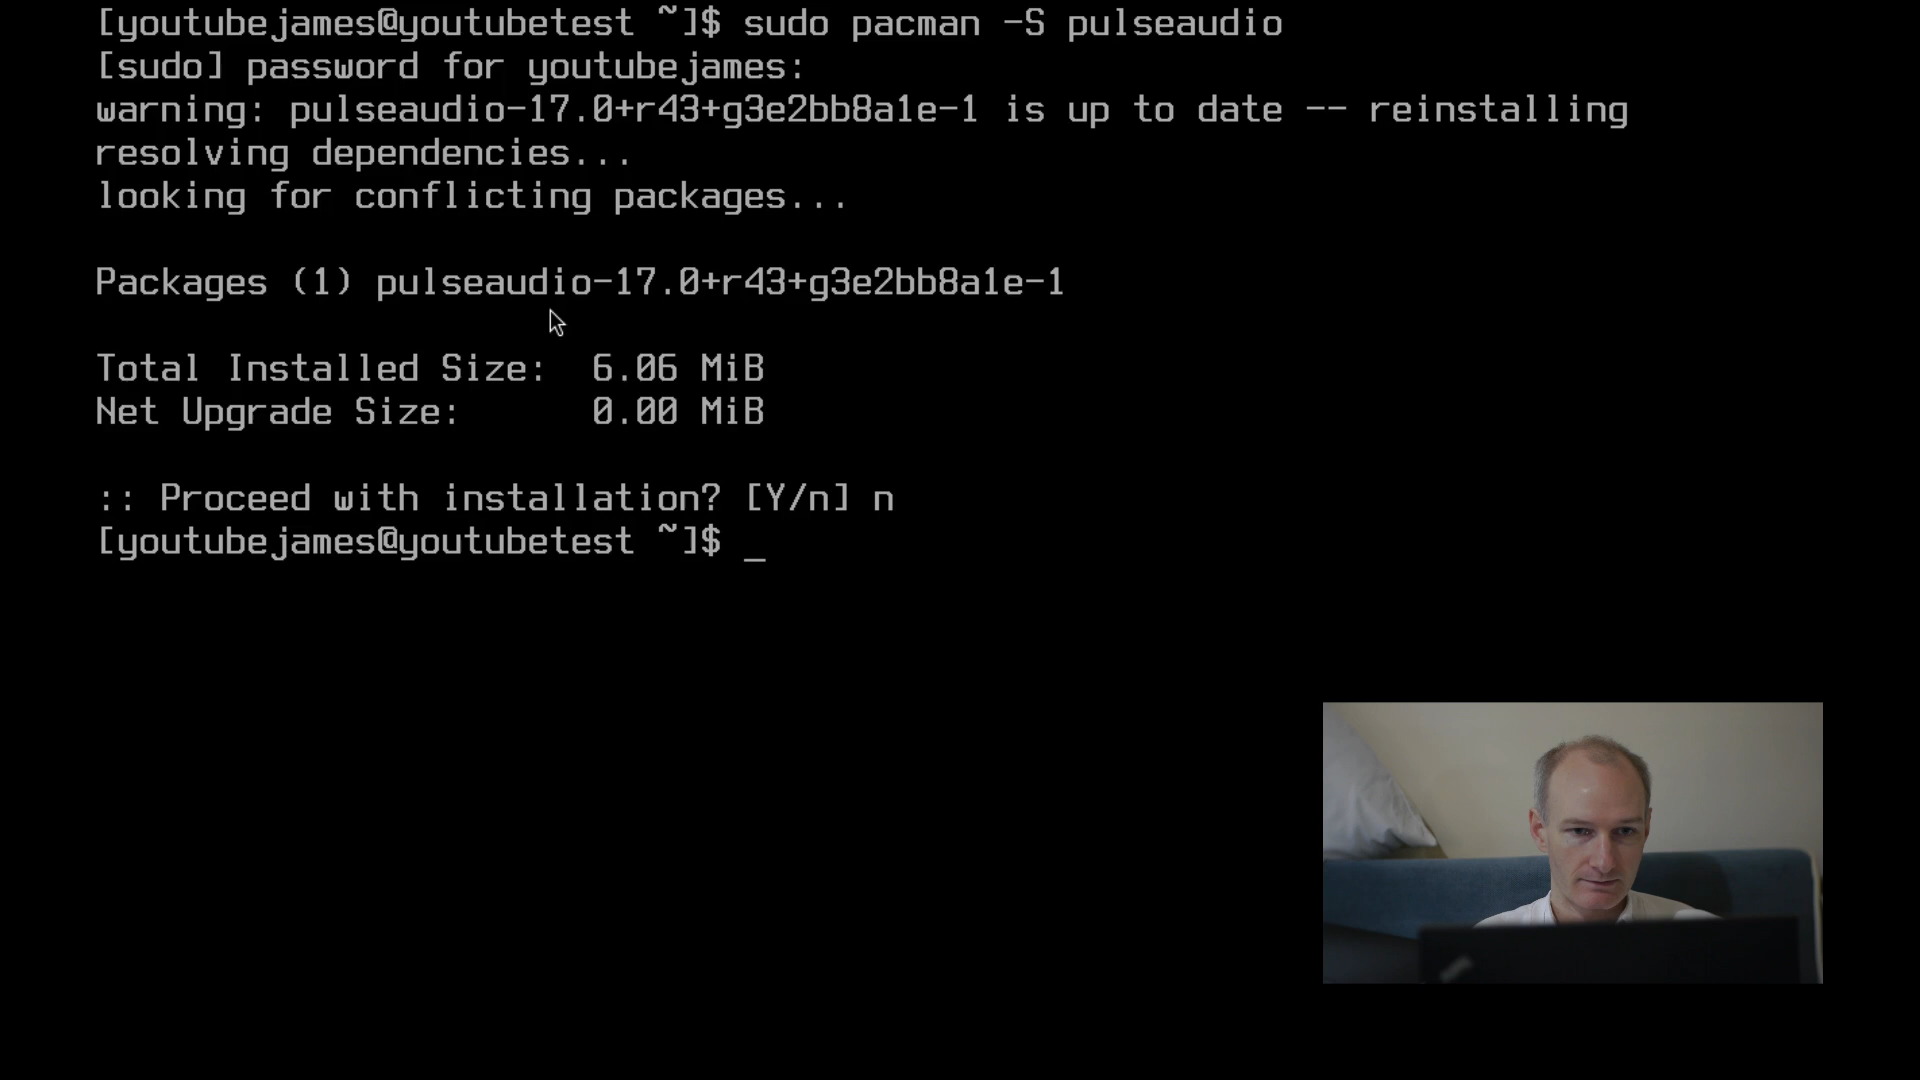 [youtubejames@youtubetest ~]$ sudo pacman -S pulseaudio
[sudo] password for youtubejames:
warning: pulseaudio-17.0+r43+g3e2bb8a1e-1 is up to date -- reinstalling
resolving dependencies...
looking for conflicting packages...
Packages (1) pulseaudio-17.0+r43+g3e2bb8a1e-1
Total Installed Size:  6.06 MiB
Net Upgrade Size:      0.00 MiB
:: Proceed with installation? [Y/n] n
[youtubejames@youtubetest ~]$ _